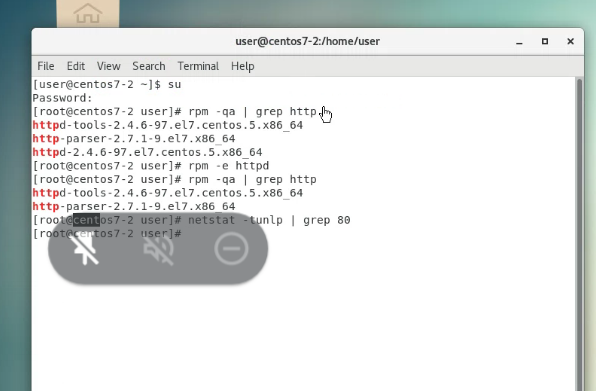 user@centos7-2:/home/user
File Edit View Search Terminal Help
[user@centos7-2 ~]$ su
Password:
[root@centos7-2 user]# rpm -qa | grep http
httpd-tools-2.4.6-97.el7.centos.5.x86_64
http-parser-2.7.1-9.el7.x86_64
httpd-2.4.6-97.el7.centos.5.x86_64
[root@centos7-2 user]# rpm -e httpd
[root@centos7-2 user]# rpm -qa | grep http
httpd-tools-2.4.6-97.el7.centos.5.x86_64
http-parser-2.7.1-9.el7.x86_64
[root@centos7-2 user]# netstat -tunlp | grep 80
[root@centos7-2 user]#